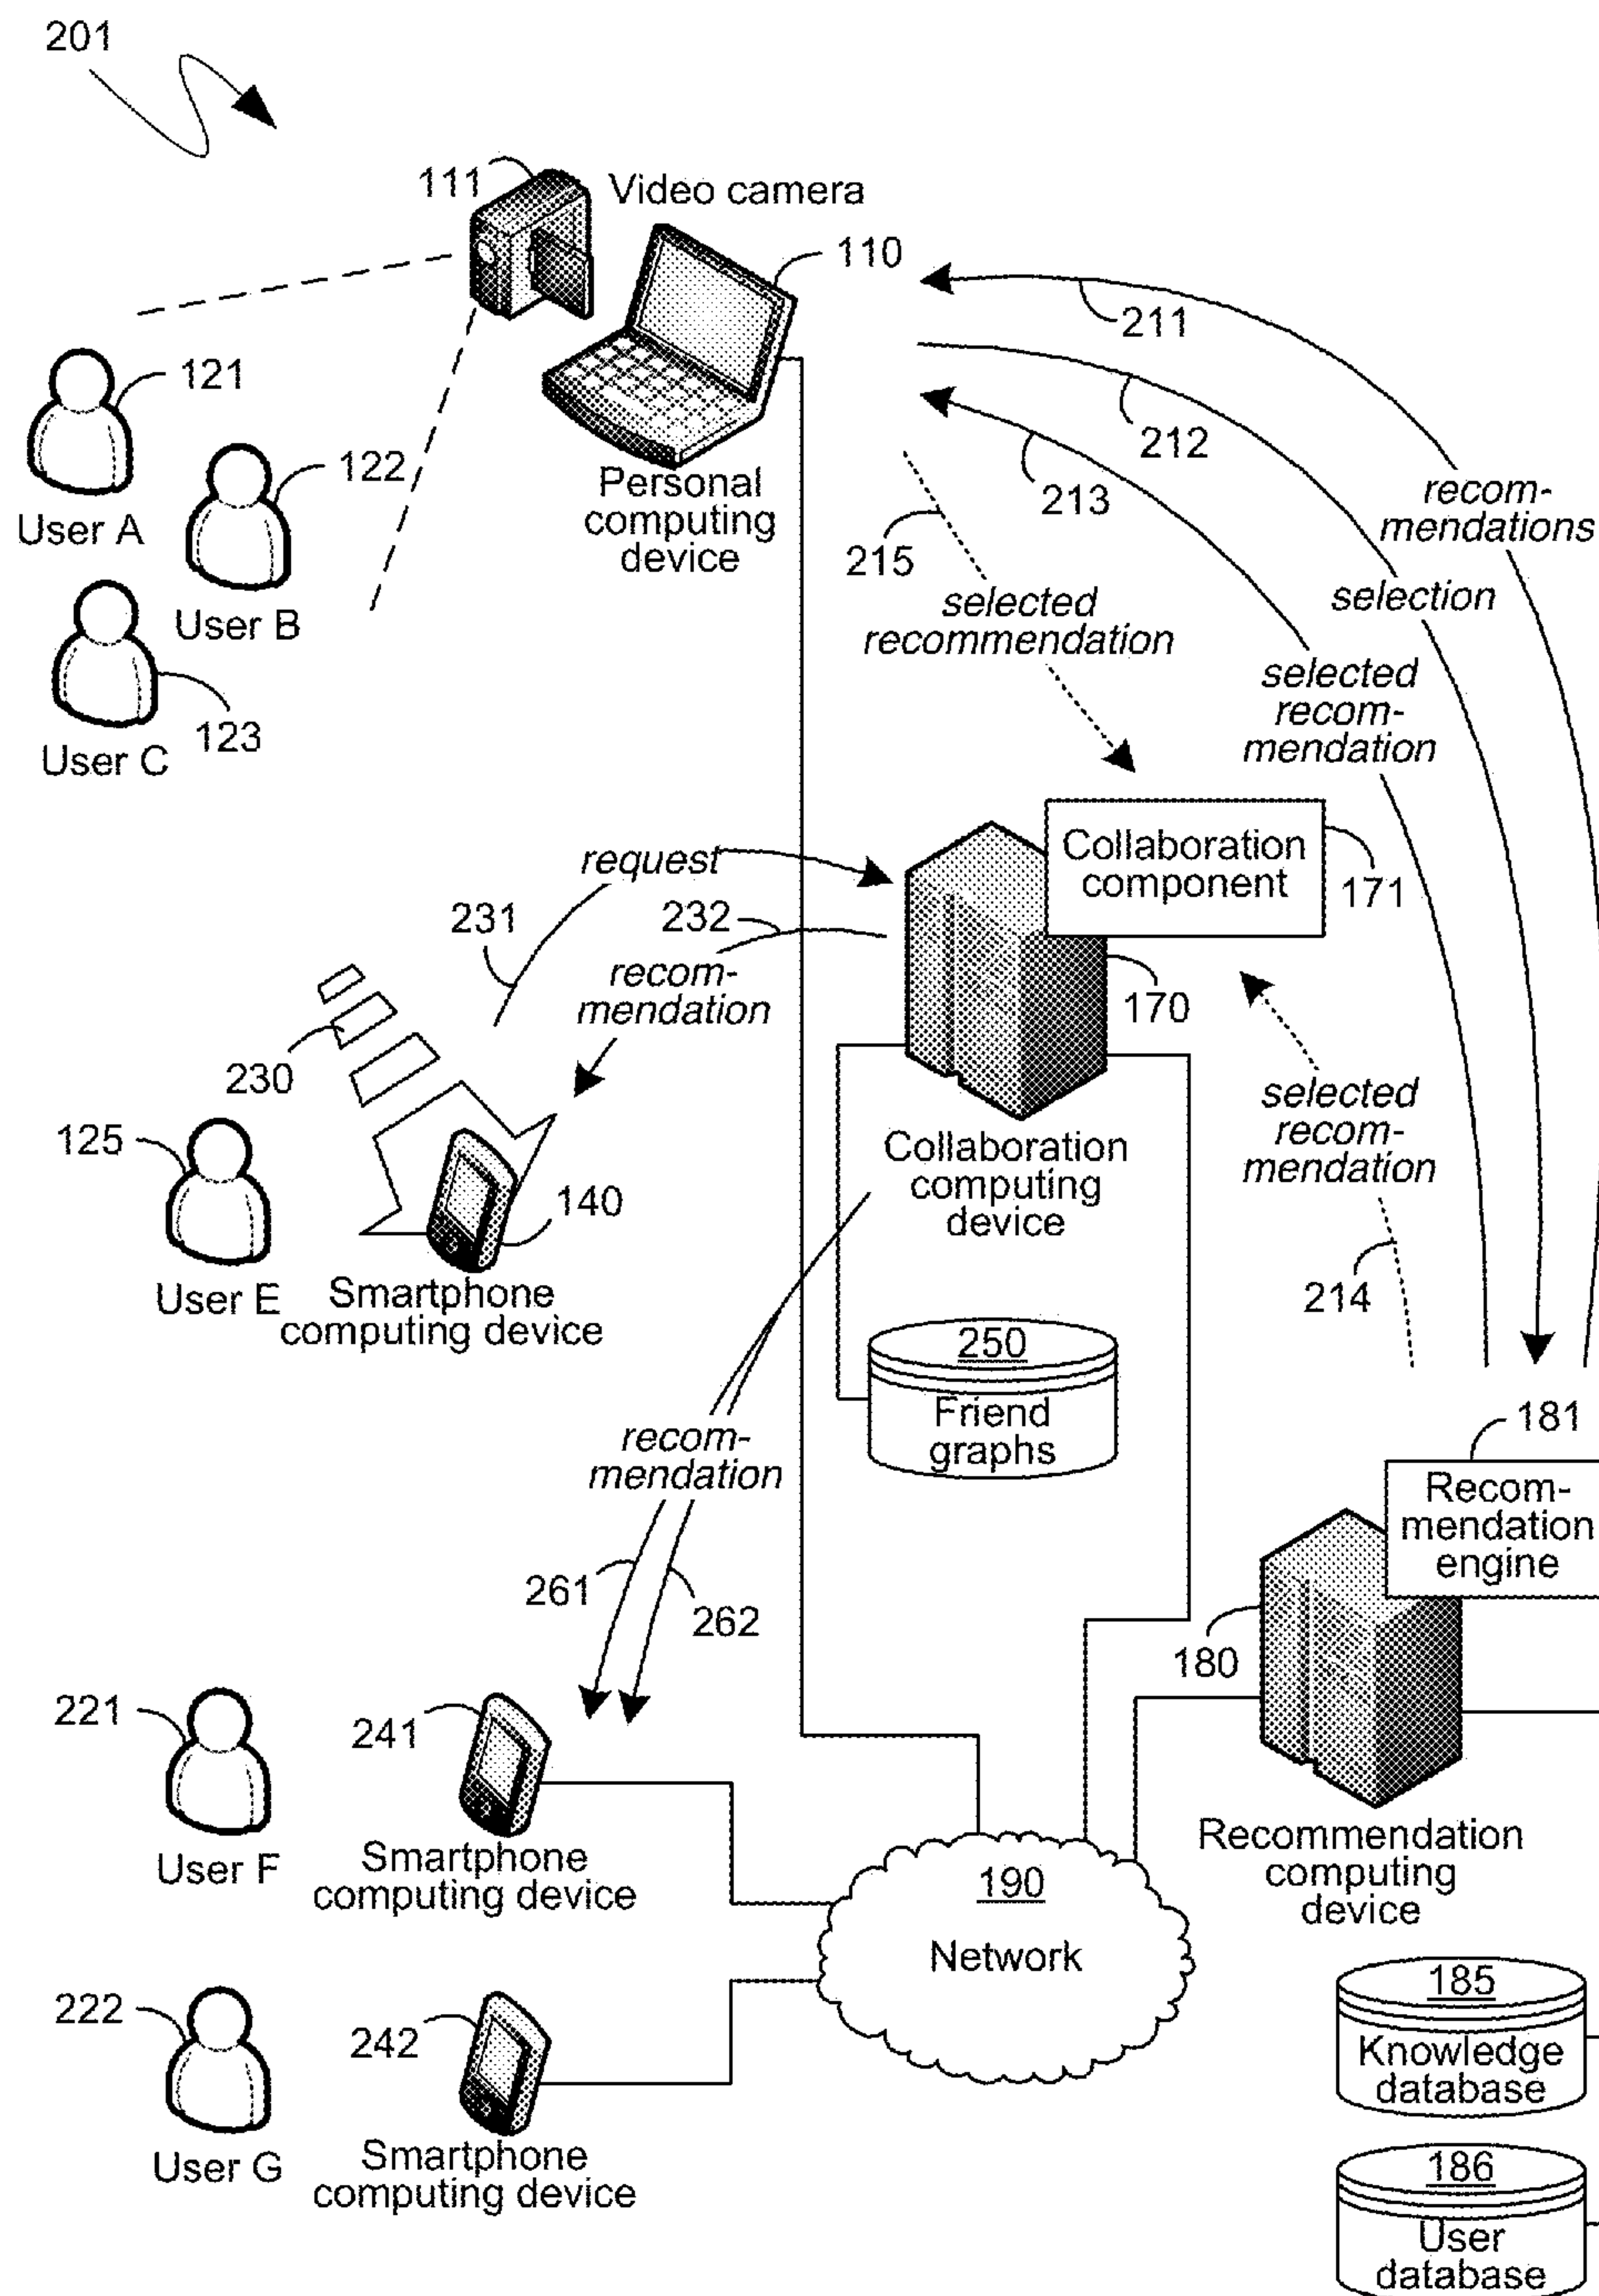 201
111
Video camera
110
211
121
212
122
213
Personal
computing
device
recom-
mendations
User A
215
selection
selected
recommendation
User B
selected
recom-
mendation
123
User C
Collaboration
component
171
request
231
232
recom-
mendation
170
230
selected
recom-
mendation
125
Collaboration
computing
device
140
214
User E
Smartphone
computing device
250
Friend
graphs
181
recom-
mendation
Recom-
mendation
engine
261
262
180
221
241
User F
Smartphone
computing device
Recommendation
computing
device
190
Network
222
242
185
Knowledge
database
User G
Smartphone
computing device
186
User
database